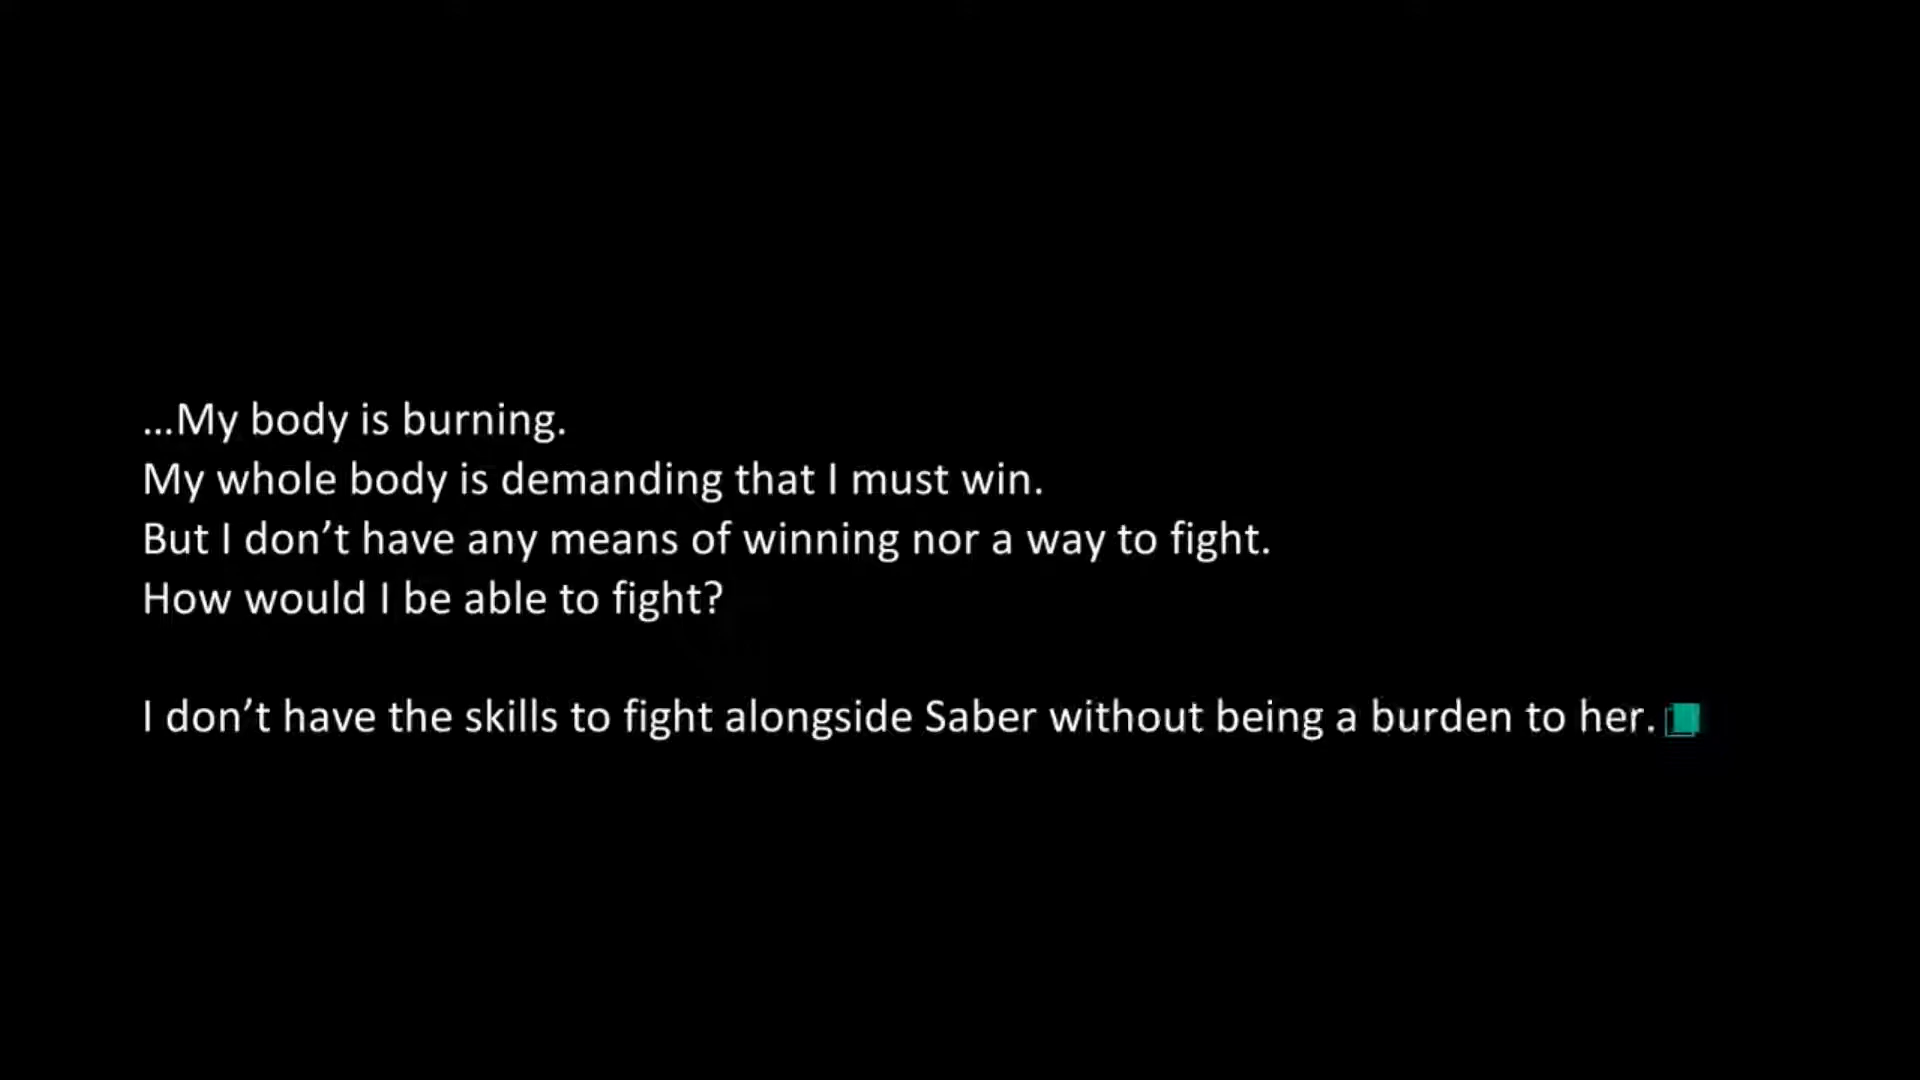 …My body is burning.
My whole body is demanding that I must win.
But I don’t have any means of winning nor a way to fight.
How would I be able to fight?
I don’t have the skills to fight alongside Saber without being a burden to her.